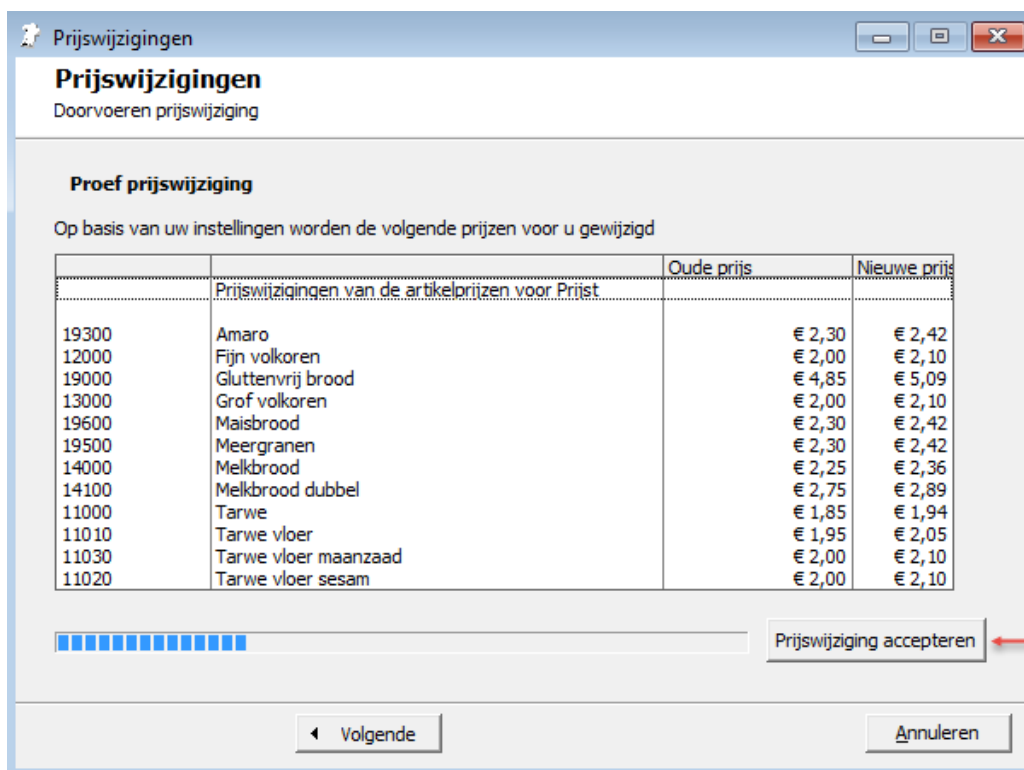 Prijswijzigingen
Prijswijzigingen
Doorvoeren prijswijziging
Proef prijswijziging
Op basis van uw instellingen worden de volgende prijzen voor u gewijzigd
Oude prijs Nieuwe prijs
Prijswijzigingen van de artikelprijzen voor Prijst
19300 Amaro € 2,30 € 2,42
12000 Fijn volkoren € 2,00 € 2,10
19000 Gluttenvrij brood € 4,85 € 5,09
13000 Grof volkoren € 2,00 € 2,10
19600 Maisbrood € 2,30 € 2,42
19500 Meergranen € 2,30 € 2,42
14000 Melkbrood € 2,25 € 2,36
14100 Melkbrood dubbel € 2,75 € 2,89
11000 Tarwe € 1,85 € 1,94
11010 Tarwe vloer € 1,95 € 2,05
11030 Tarwe vloer maanzaad € 2,00 € 2,10
11020 Tarwe vloer sesam € 2,00 € 2,10
Prijswijziging accepteren
Volgende Annuleren